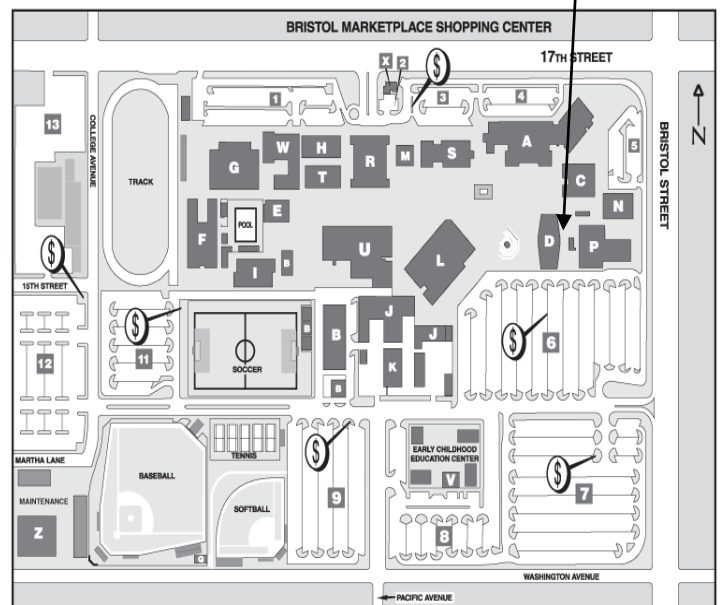 BRISTOL MARKETPLACE SHOPPING CENTER
17TH STREET
X
2
$
1
3
4
5
13
COLLEGE AVENUE
TRACK
W
H
G
T
R
M
S
A
C
N
BRISTOL STREET
N
E
F
POOL
I
B
U
L
D
P
15TH STREET
$
$
11
12
SOCCER
B
B
B
J
J
K
$
6
MARTHA LANE
MAINTENANCE
Z
BASEBALL
TENNIS
SOFTBALL
Q
$
9
EARLY CHILDHOOD
EDUCATION CENTER
V
8
$
7
WASHINGTON AVENUE
PACIFIC AVENUE